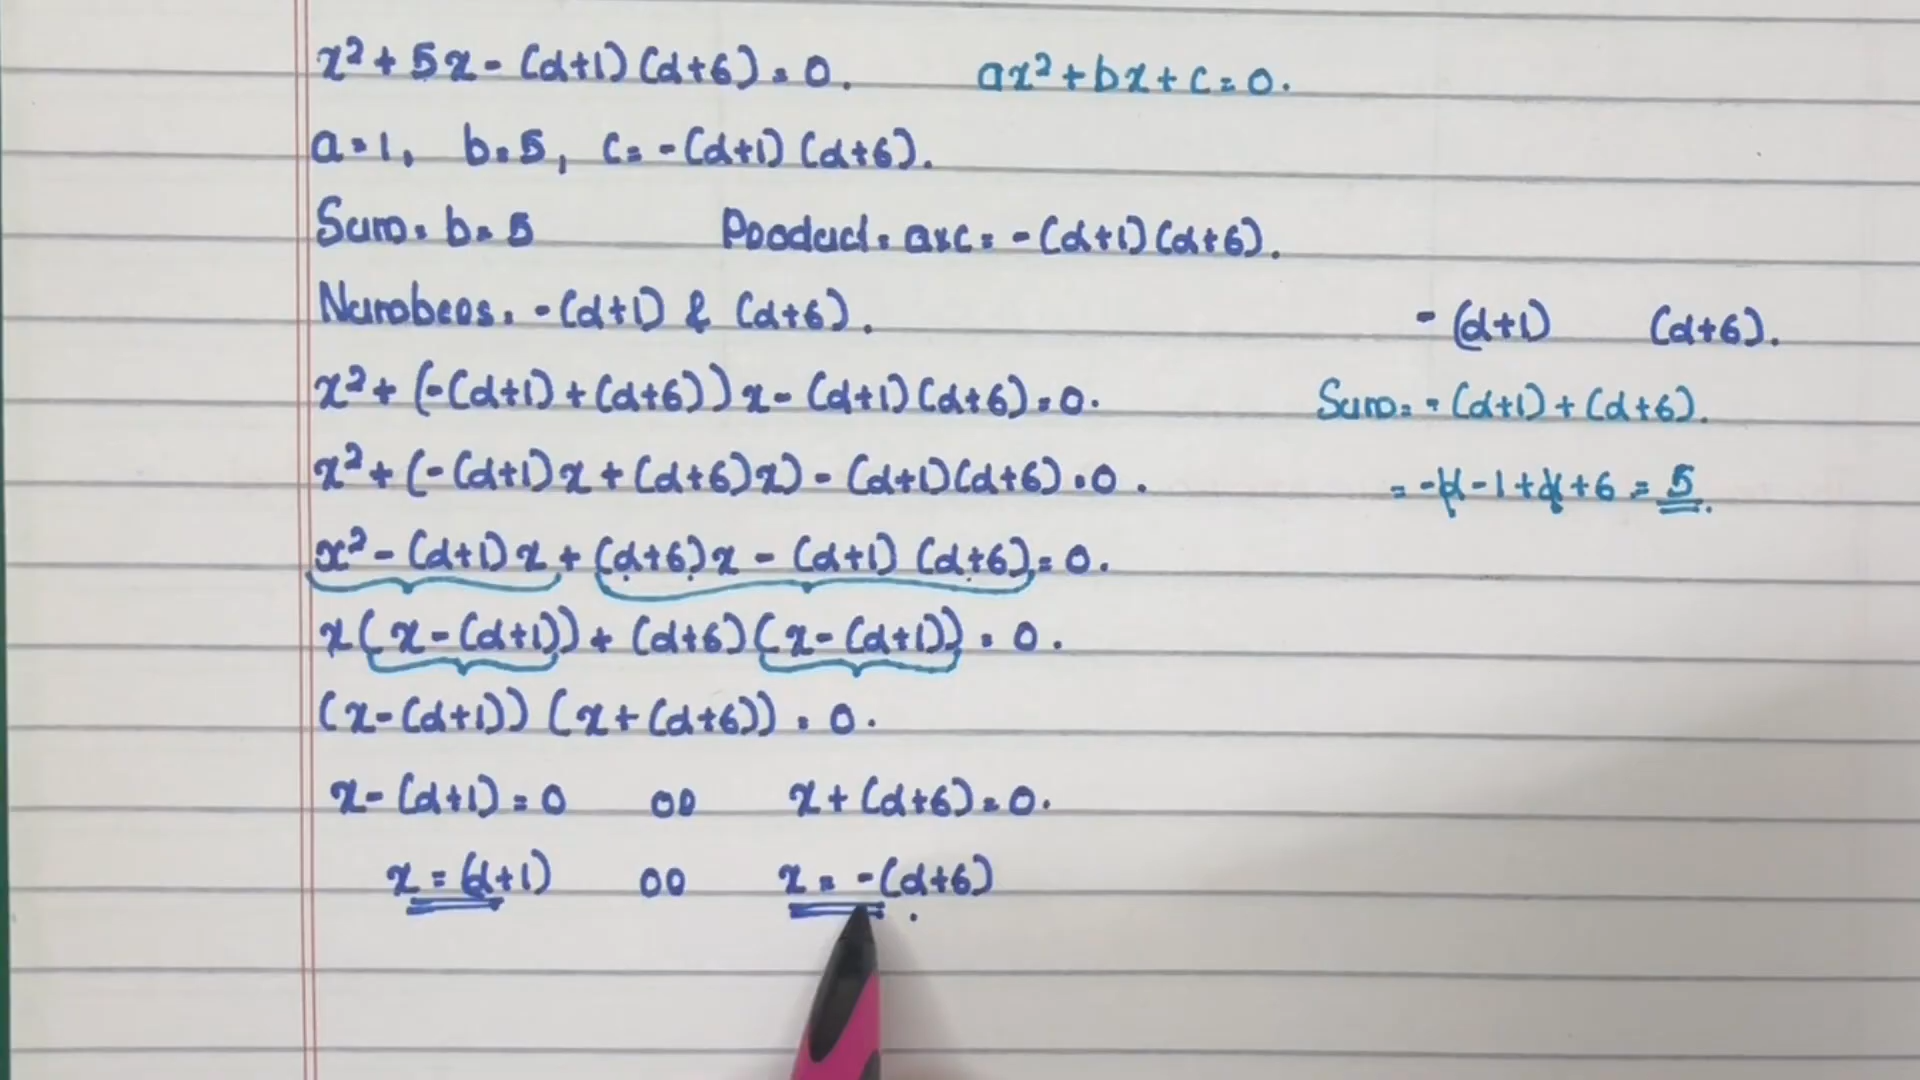 x² + 5x - (α+1)(α+6) = 0. ax² + bx + c = 0.
a = 1, b = 5, c = -(α+1)(α+6).
Sum = b = 5 Product = a×c = -(α+1)(α+6).
Numbers = -(α+1) & (α+6). -(α+1) (α+6).
x² + (-(α+1) + (α+6))x - (α+1)(α+6) = 0. Sum = -(α+1) + (α+6).
x² + (-(α+1)x + (α+6)x) - (α+1)(α+6) = 0. = -α - 1 + α + 6 = 5.
x² - (α+1)x + (α+6)x - (α+1)(α+6) = 0.
x(x - (α+1)) + (α+6)(x - (α+1)) = 0.
(x - (α+1))(x + (α+6)) = 0.
x - (α+1) = 0 or x + (α+6) = 0.
x = (α+1) or x = -(α+6)